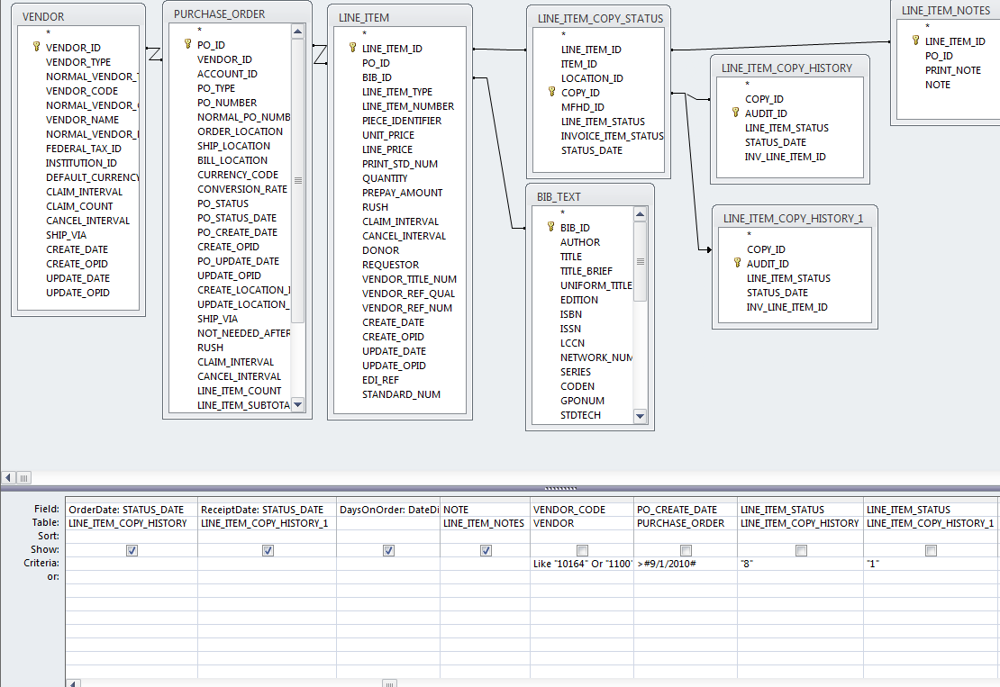 VENDOR
*
VENDOR_ID
VENDOR_TYPE
NORMAL_VENDOR_T
VENDOR_CODE
NORMAL_VENDOR_
VENDOR_NAME
NORMAL_VENDOR_
FEDERAL_TAX_ID
INSTITUTION_ID
DEFAULT_CURRENCY
CLAIM_INTERVAL
CLAIM_COUNT
CANCEL_INTERVAL
SHIP_VIA
CREATE_DATE
CREATE_OPID
UPDATE_DATE
UPDATE_OPID
PURCHASE_ORDER
*
PO_ID
VENDOR_ID
ACCOUNT_ID
PO_TYPE
PO_NUMBER
NORMAL_PO_NUMB
ORDER_LOCATION
SHIP_LOCATION
BILL_LOCATION
CURRENCY_CODE
CONVERSION_RATE
PO_STATUS
PO_STATUS_DATE
PO_CREATE_DATE
CREATE_OPID
PO_UPDATE_DATE
UPDATE_OPID
CREATE_LOCATION_I
UPDATE_LOCATION_
SHIP_VIA
NOT_NEEDED_AFTER
RUSH
CLAIM_INTERVAL
CANCEL_INTERVAL
LINE_ITEM_COUNT
LINE_ITEM_SUBTOTA
LINE_ITEM
*
LINE_ITEM_ID
PO_ID
BIB_ID
LINE_ITEM_TYPE
LINE_ITEM_NUMBER
PIECE_IDENTIFIER
UNIT_PRICE
LINE_PRICE
PRINT_STD_NUM
QUANTITY
PREPAY_AMOUNT
RUSH
CLAIM_INTERVAL
CANCEL_INTERVAL
DONOR
REQUESTOR
VENDOR_TITLE_NUM
VENDOR_REF_QUAL
VENDOR_REF_NUM
CREATE_DATE
CREATE_OPID
UPDATE_DATE
UPDATE_OPID
EDI_REF
STANDARD_NUM
LINE_ITEM_COPY_STATUS
*
LINE_ITEM_ID
ITEM_ID
LOCATION_ID
COPY_ID
MFHD_ID
LINE_ITEM_STATUS
INVOICE_ITEM_STATUS
STATUS_DATE
BIB_TEXT
*
BIB_ID
AUTHOR
TITLE
TITLE_BRIEF
UNIFORM_TITLE
EDITION
ISBN
ISSN
LCCN
NETWORK_NUM
SERIES
CODEN
GPONUM
STDTECH
LINE_ITEM_COPY_HISTORY
*
COPY_ID
AUDIT_ID
LINE_ITEM_STATUS
STATUS_DATE
INV_LINE_ITEM_ID
LINE_ITEM_COPY_HISTORY_1
*
COPY_ID
AUDIT_ID
LINE_ITEM_STATUS
STATUS_DATE
INV_LINE_ITEM_ID
LINE_ITEM_NOTES
*
LINE_ITEM_ID
PO_ID
PRINT_NOTE
NOTE
Field: OrderDate: STATUS_DATE ReceiptDate: STATUS_DATE DaysOnOrder: DateDi NOTE VENDOR_CODE PO_CREATE_DATE LINE_ITEM_STATUS LINE_ITEM_STATUS
Table: LINE_ITEM_COPY_HISTORY LINE_ITEM_COPY_HISTORY_1 LINE_ITEM_NOTES VENDOR PURCHASE_ORDER LINE_ITEM_COPY_HISTORY LINE_ITEM_COPY_HISTORY_1
Sort:
Show:
Criteria: Like "10164" Or "1100" >#9/1/2010# "8" "1"
or: